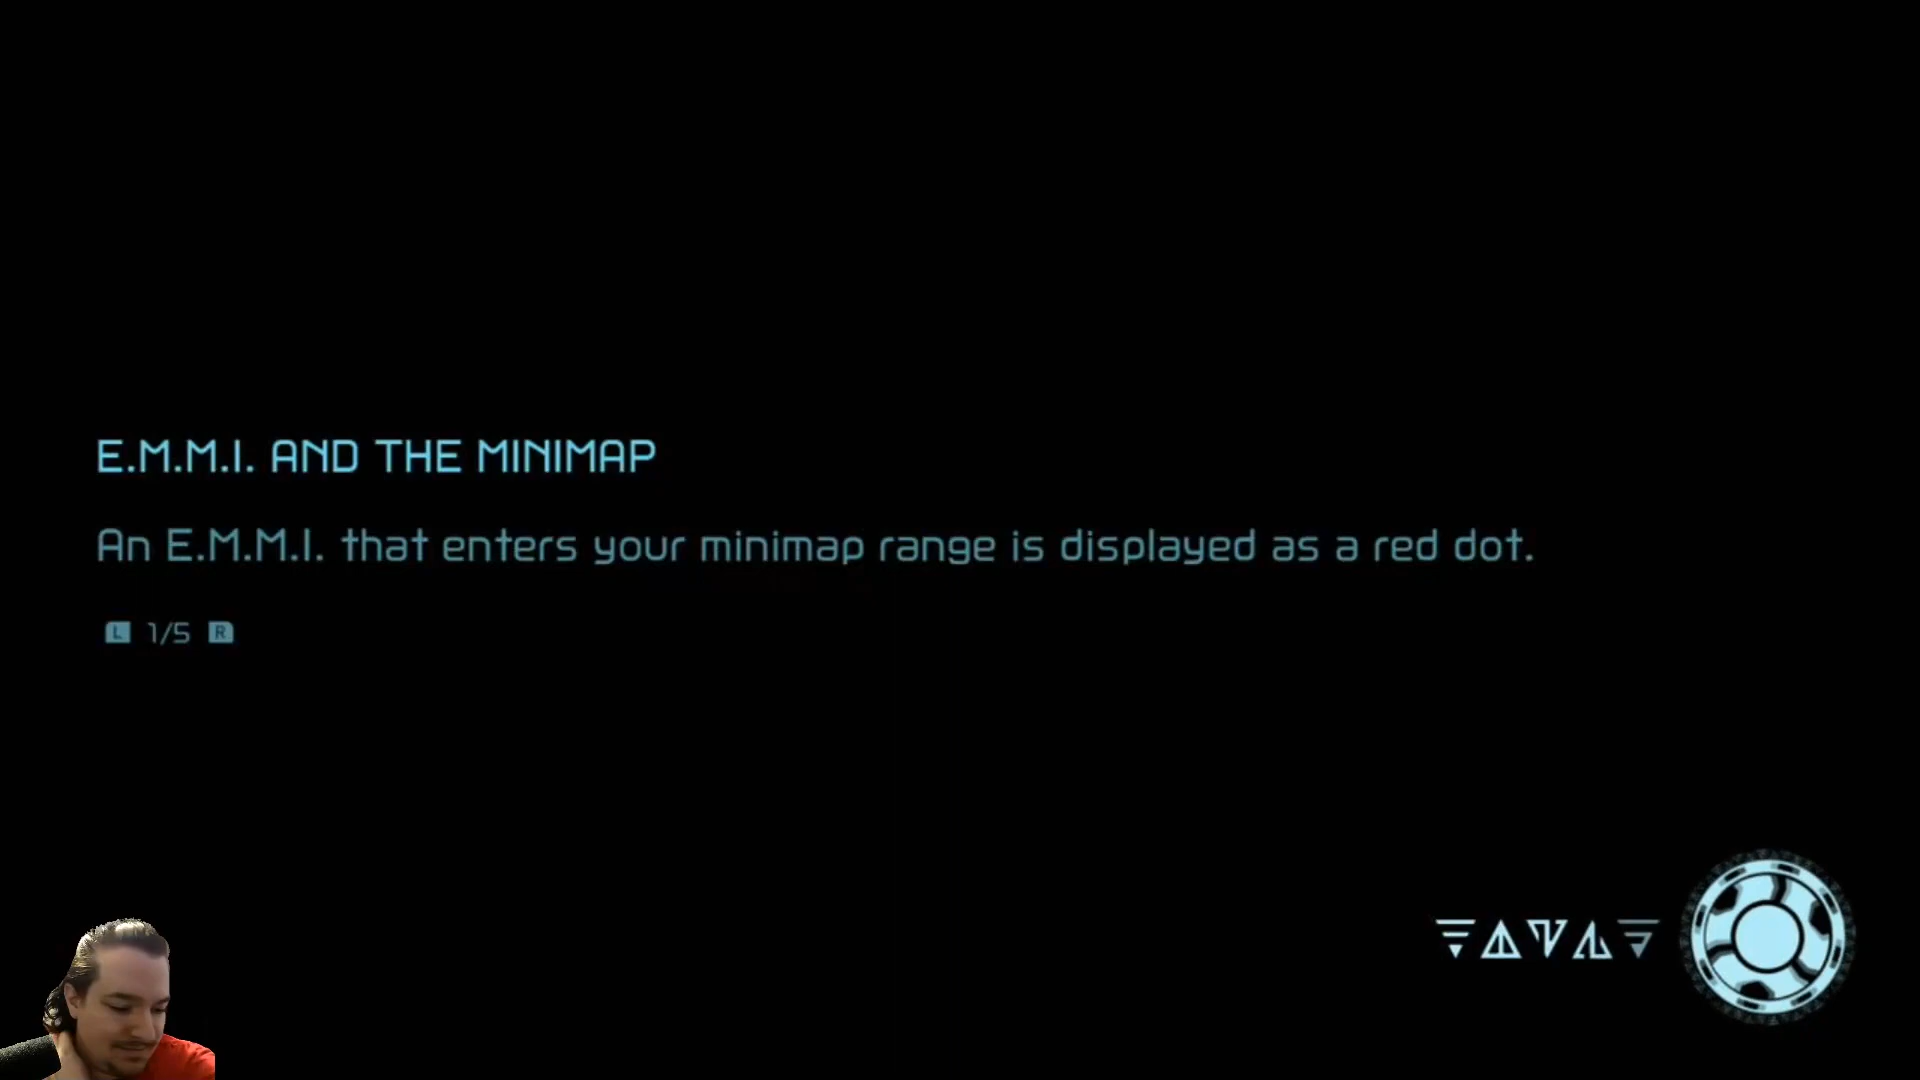 E.M.M.I. AND THE MINIMAP
An E.M.M.I. that enters your minimap range is displayed as a red dot.
L 1/5 R